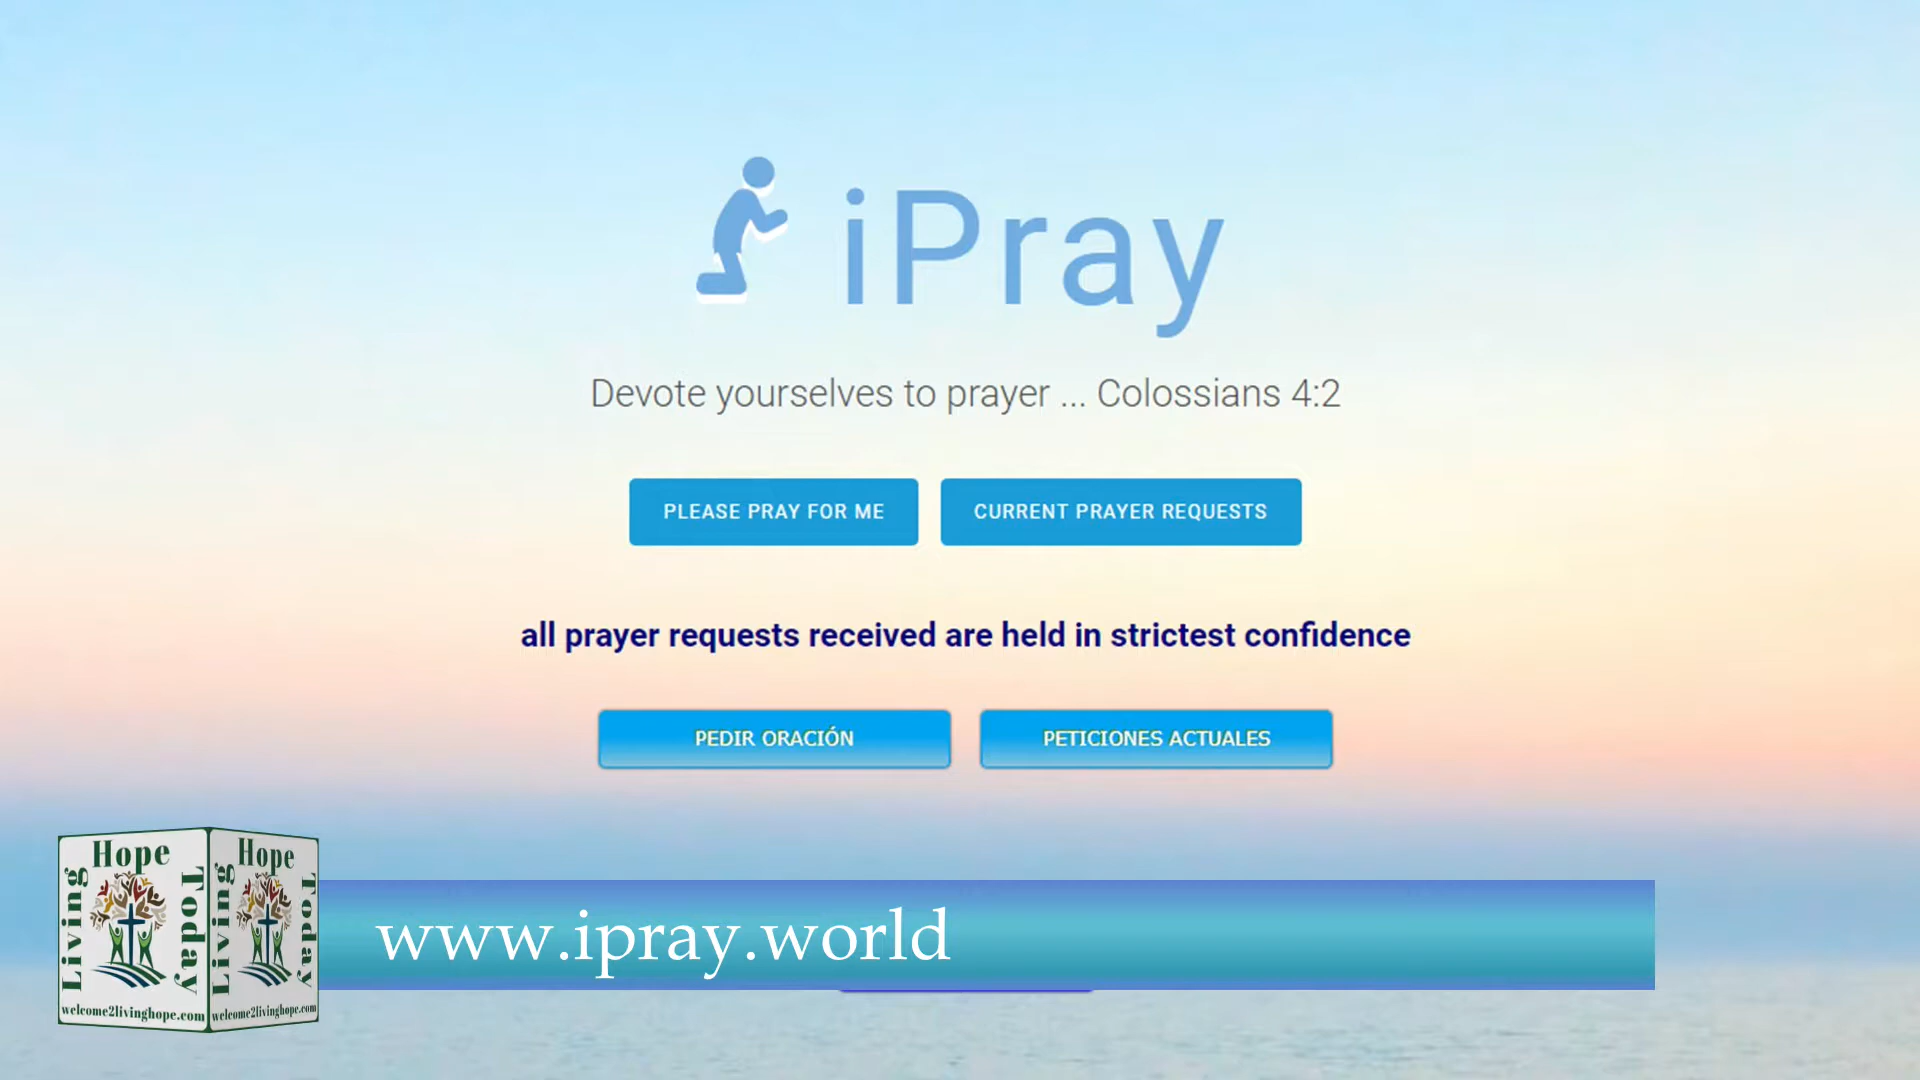 iPray
Devote yourselves to prayer ... Colossians 4:2
PLEASE PRAY FOR ME
CURRENT PRAYER REQUESTS
all prayer requests received are held in strictest confidence
PEDIR ORACIÓN
PETICIONES ACTUALES
www.ipray.world
Living Hope Today
welcome2livinghope.com
Living Hope Today
welcome2livinghope.com